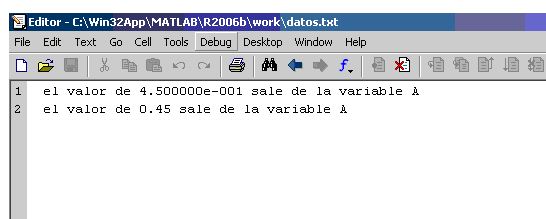 Editor - C:\Win32App\MATLAB\R2006b\work\datos.txt
File Edit Text Go Cell Tools Debug Desktop Window Help
1 el valor de 4.500000e-001 sale de la variable A
2 el valor de 0.45 sale de la variable A